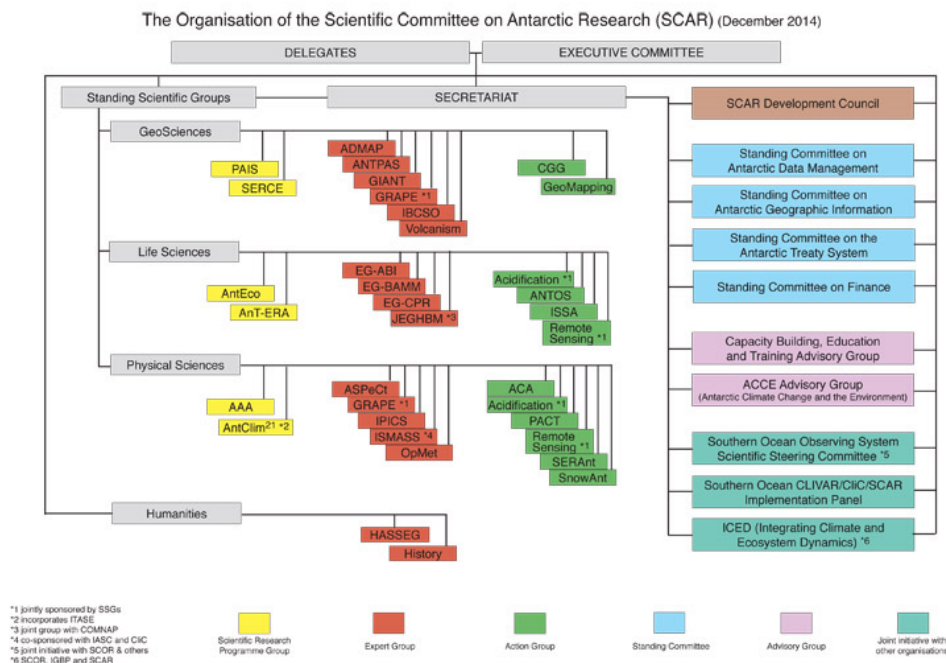 The Organisation of the Scientific Committee on Antarctic Research (SCAR) (December 2014)
DELEGATES
EXECUTIVE COMMITTEE
Standing Scientific Groups
SECRETARIAT
SCAR Development Council
GeoSciences
PAIS
SERCE
ADMAP
ANTPAS
GIANT
GRAPE *1
IBCSO
Volcanism
CGG
GeoMapping
Standing Committee on
Antarctic Data Management
Standing Committee on
Antarctic Geographic Information
Standing Committee on the
Antarctic Treaty System
Standing Committee on Finance
Life Sciences
AntEco
AnT-ERA
EG-ABI
EG-BAMM
EG-CPR
JEGHBM *3
Acidification *1
ANTOS
ISSA
Remote
Sensing *1
Capacity Building, Education
and Training Advisory Group
ACCE Advisory Group
(Antarctic Climate Change and the Environment)
Physical Sciences
AAA
AntClim21 *2
ASPeCt
GRAPE *1
IPICS
ISMASS *4
OpMet
ACA
Acidification *1
PACT
Remote
Sensing *1
SERAnt
SnowAnt
Southern Ocean Observing System
Scientific Steering Committee *5
Southern Ocean CLIVAR/CliC/SCAR
Implementation Panel
ICED (Integrating Climate and
Ecosystem Dynamics) *6
Humanities
HASSEG
History
*1 jointly sponsored by SSGs
*2 incorporates ITASE
*3 joint group with COMNAP
*4 co-sponsored with IASC and CliC
*5 joint initiative with SCOR & others
*6 SCOR, IGBP and SCAR
Scientific Research
Programme Group
Expert Group
Action Group
Standing Committee
Advisory Group
Joint initiative with
other organisations